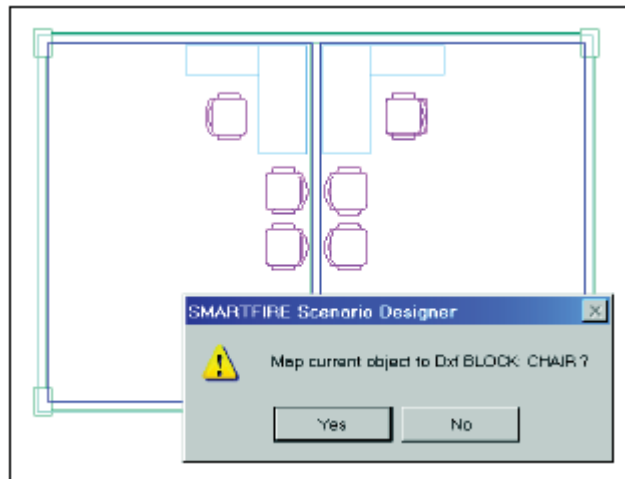 SMARTFIRE Scenario Designer
Map current object to Dxf BLOCK: CHAIR ?
Yes
No